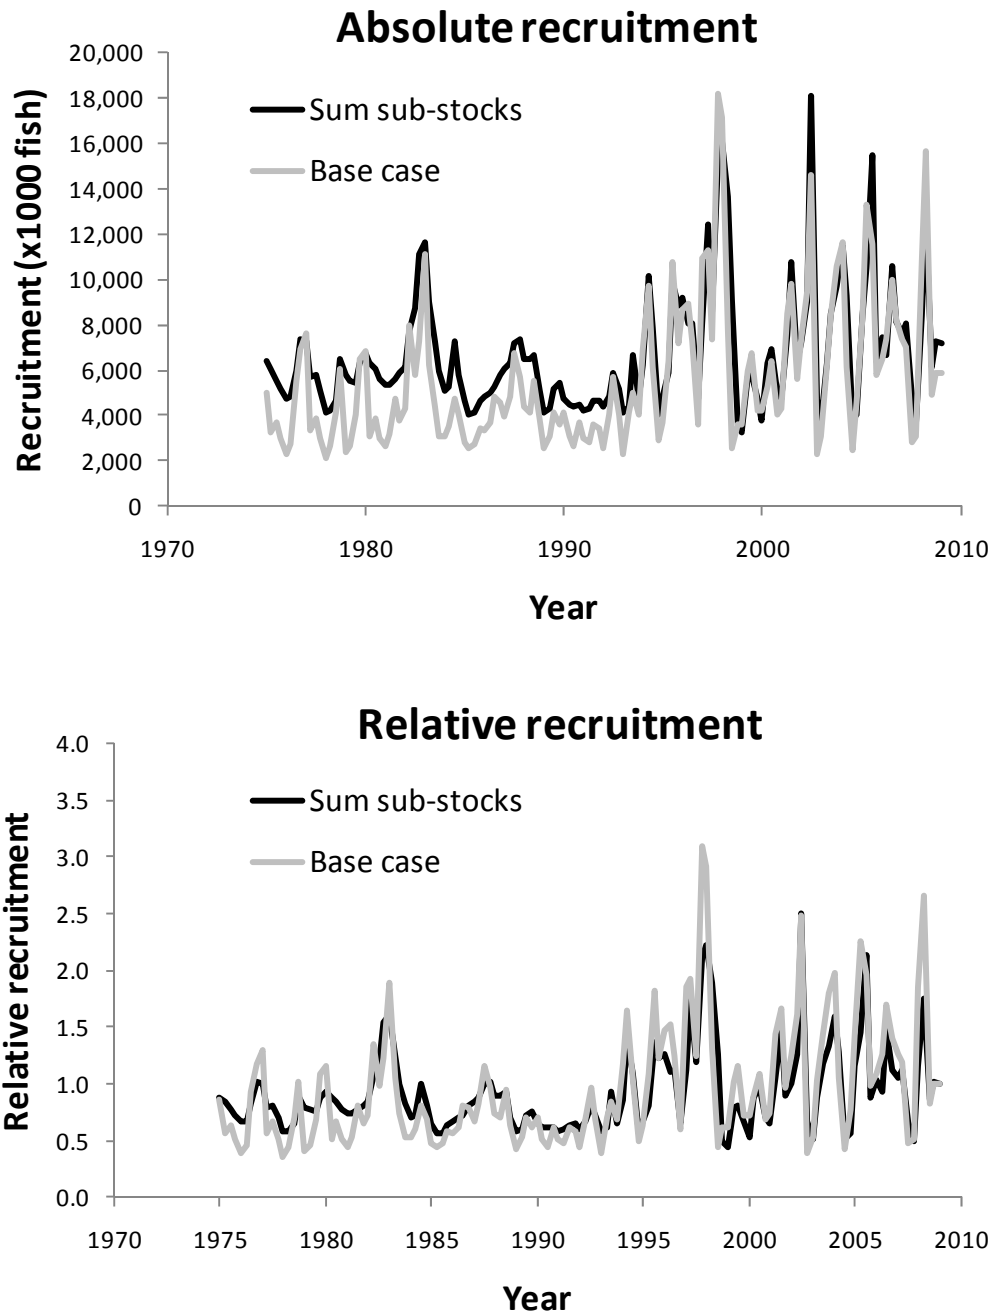 Absolute recruitment
20,000
18,000
16,000
14,000
12,000
10,000
8,000
6,000
4,000
2,000
0
Recruitment (x1000 fish)
Sum sub-stocks
Base case
1970 1980 1990 2000 2010
Year
Relative recruitment
4.0
3.5
3.0
2.5
2.0
1.5
1.0
0.5
0.0
Relative recruitment
Sum sub-stocks
Base case
1970 1975 1980 1985 1990 1995 2000 2005 2010
Year